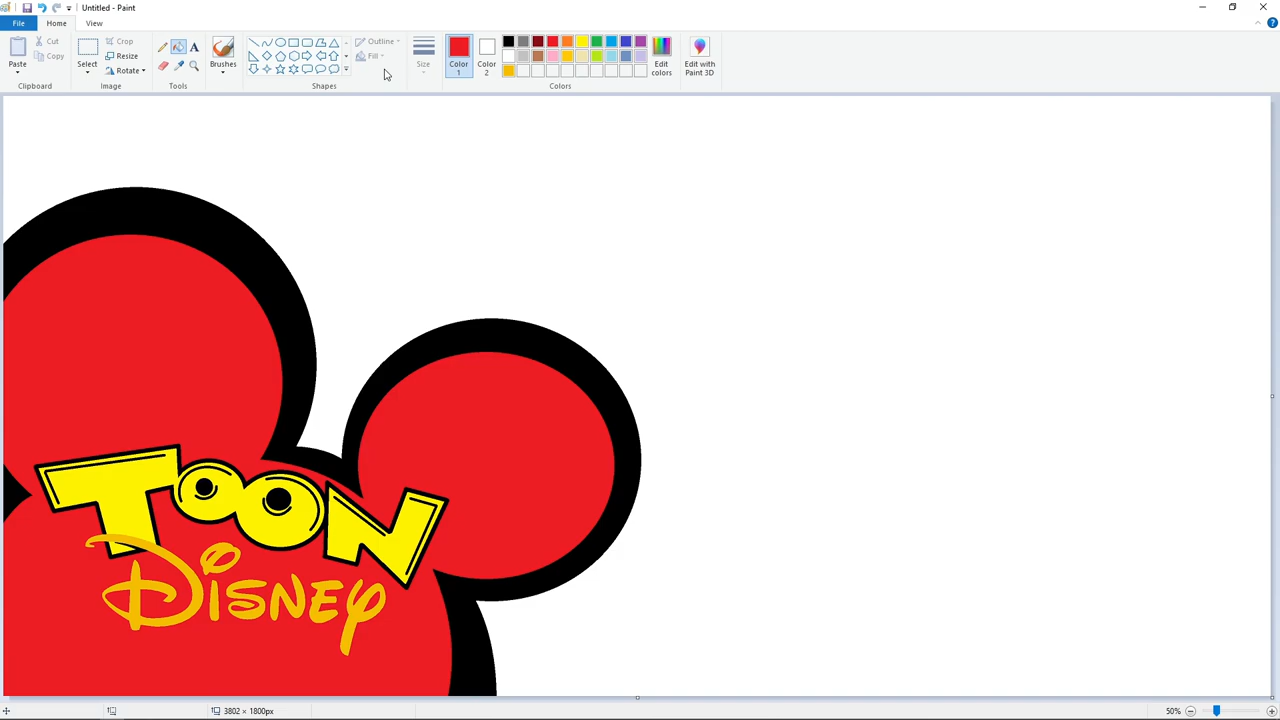 Untitled - Paint
File Home View
Paste
Cut
Copy
Clipboard
Select
Crop
Resize
Rotate
Image
A
Tools
Brushes
Outline
Fill
Shapes
Size
Color 1
Color 2
Edit colors
Colors
Edit with Paint 3D
TOON
DiSNEY
3802 × 1800px
50%